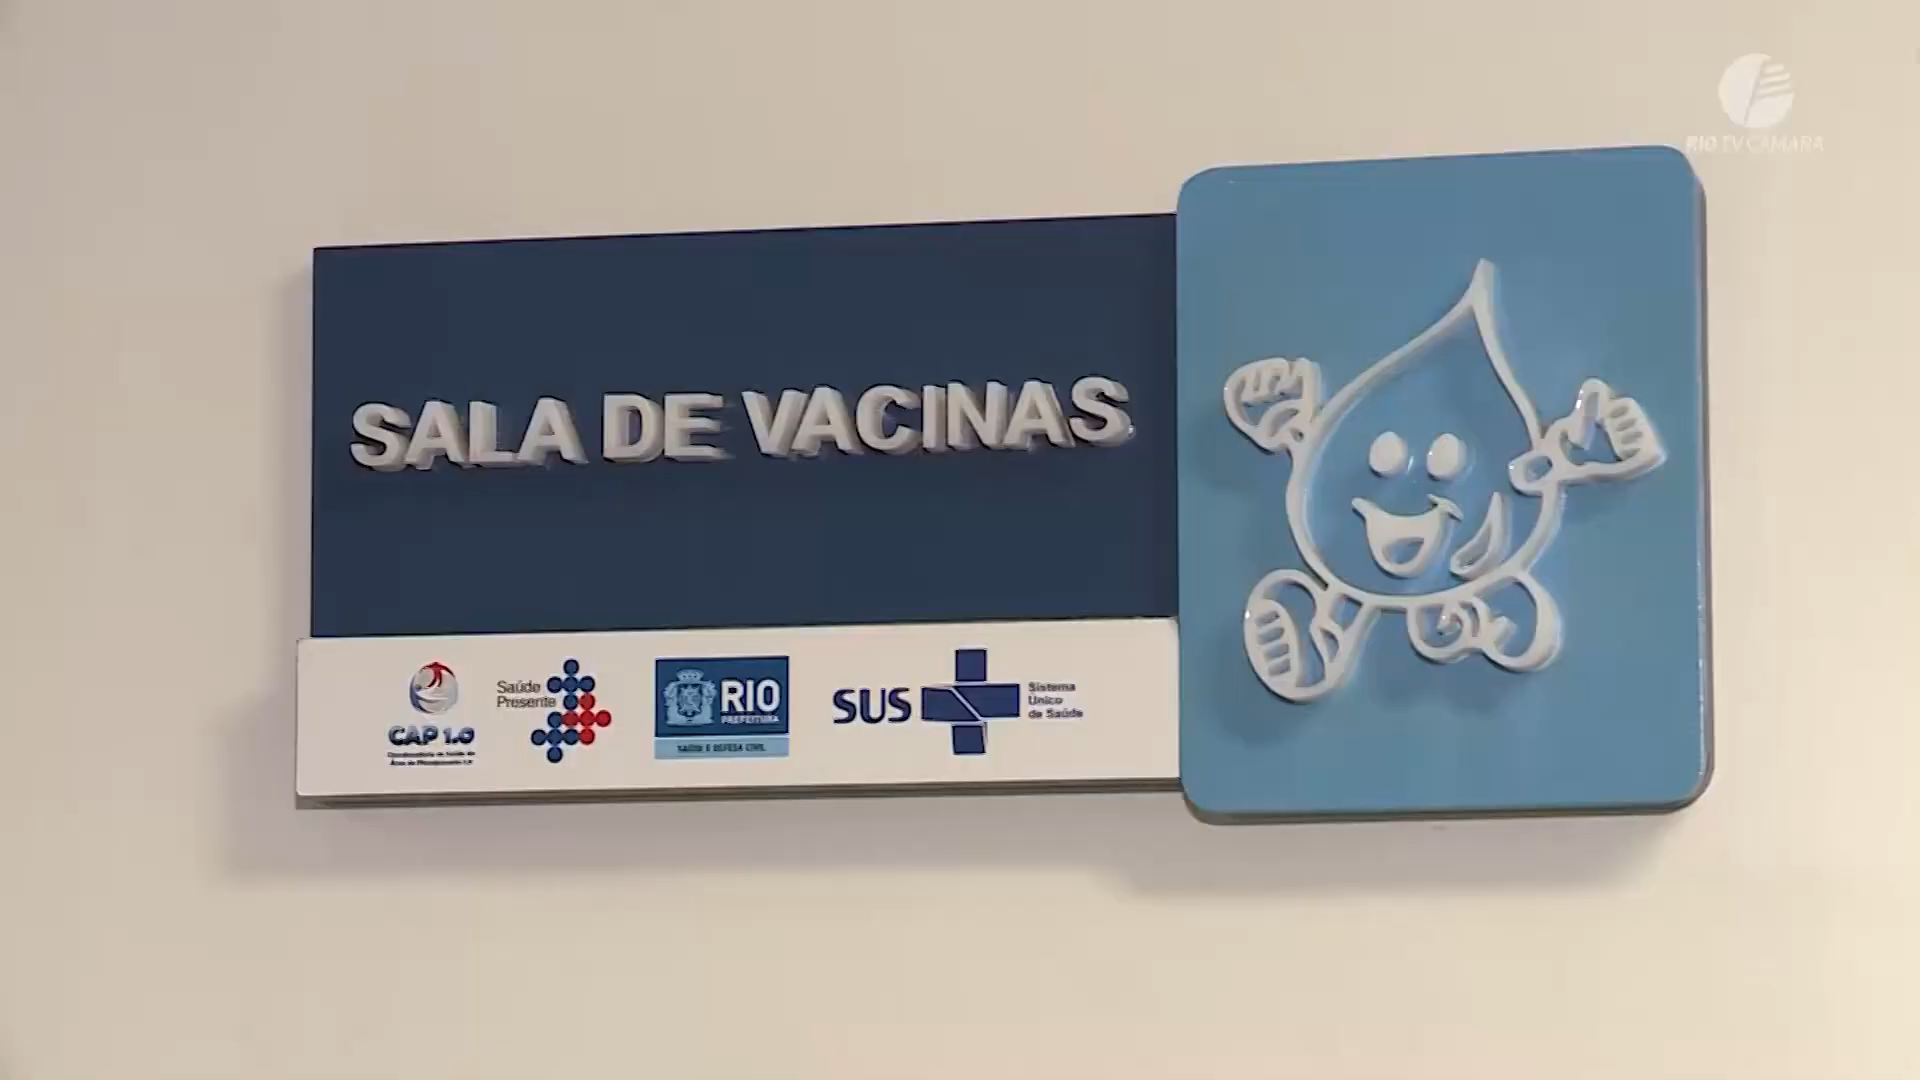 RIO TV CAMARA
SALA DE VACINAS
CAP 1.0
Saúde
Presente
RIO
PREFEITURA
SAÚDE E DEFESA CIVIL
SUS
Sistema
Único
de Saúde